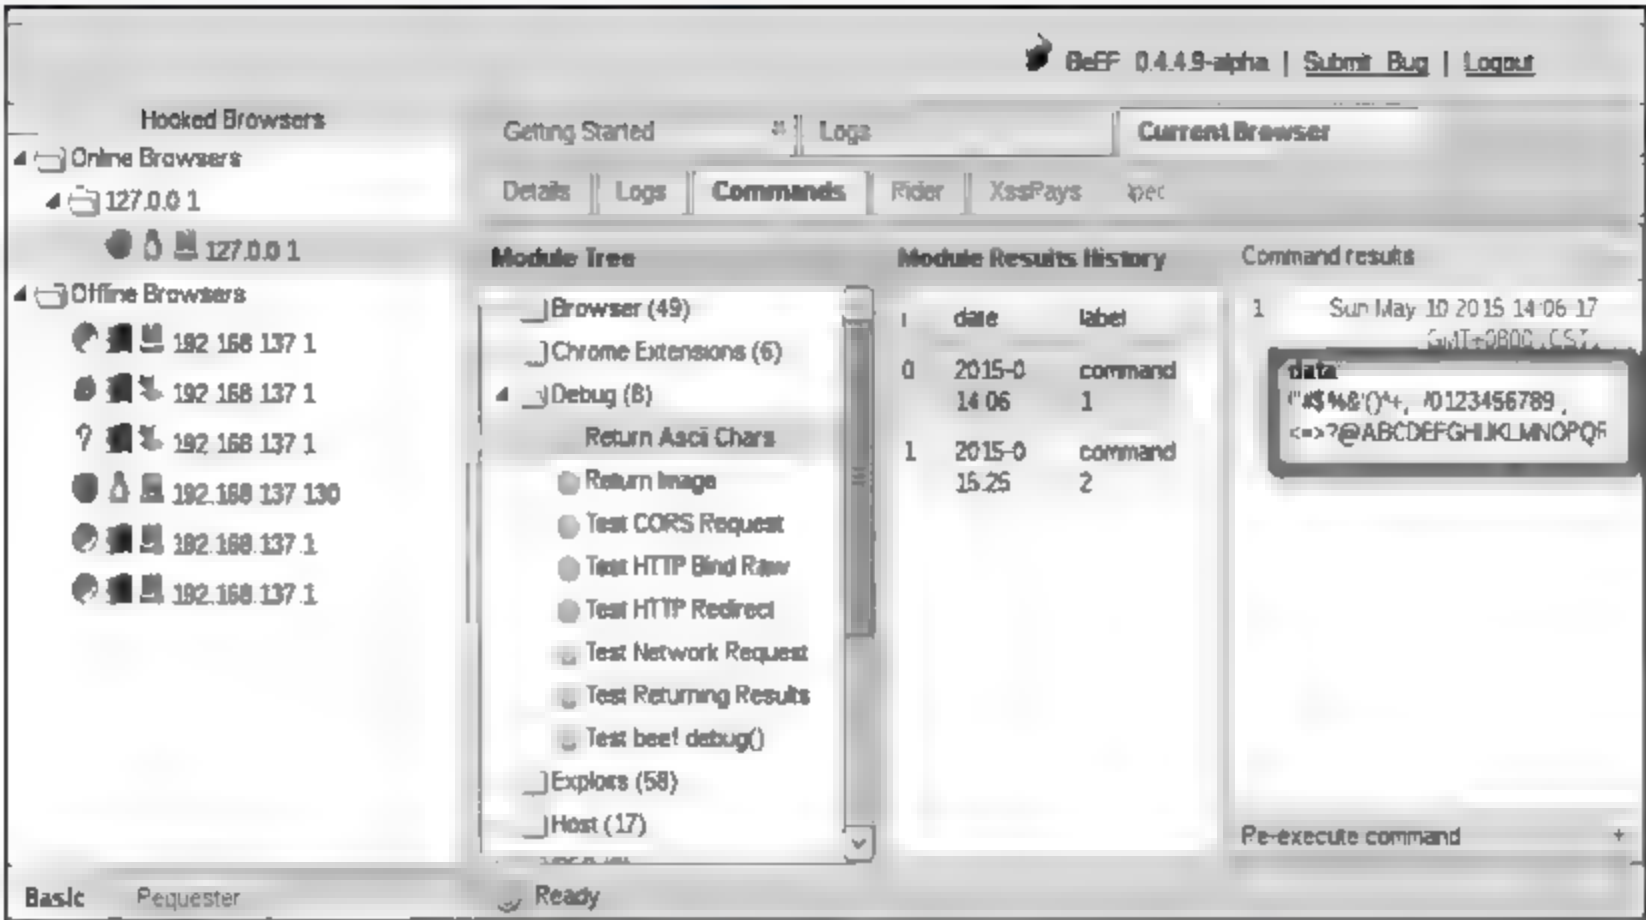 BeEF 0.4.4.9-alpha | Submit Bug | Logout
Hooked Browsers
Getting Started
Logs
Current Browser
Online Browsers
127.0.0.1
127.0.0.1
Offline Browsers
192.168.137.1
192.168.137.1
192.168.137.1
192.168.137.130
192.168.137.1
192.168.137.1
Details
Logs
Commands
Rider
XssRays
Module Tree
Browser (49)
Chrome Extensions (6)
Debug (8)
Return Ascii Chars
Return Image
Test CORS Request
Test HTTP Bind Raw
Test HTTP Redirect
Test Network Request
Test Returning Results
Test beef.debug()
Exploits (58)
Host (17)
Module Results History
date label
0 2015-0 command
14:06 1
1 2015-0 command
15:25 2
Command results
1 Sun May 10 2015 14:06:17
data
0123456789
<=>?@ABCDEFGHIJKLMNOPQR
Re-execute command
Basic
Requester
Ready